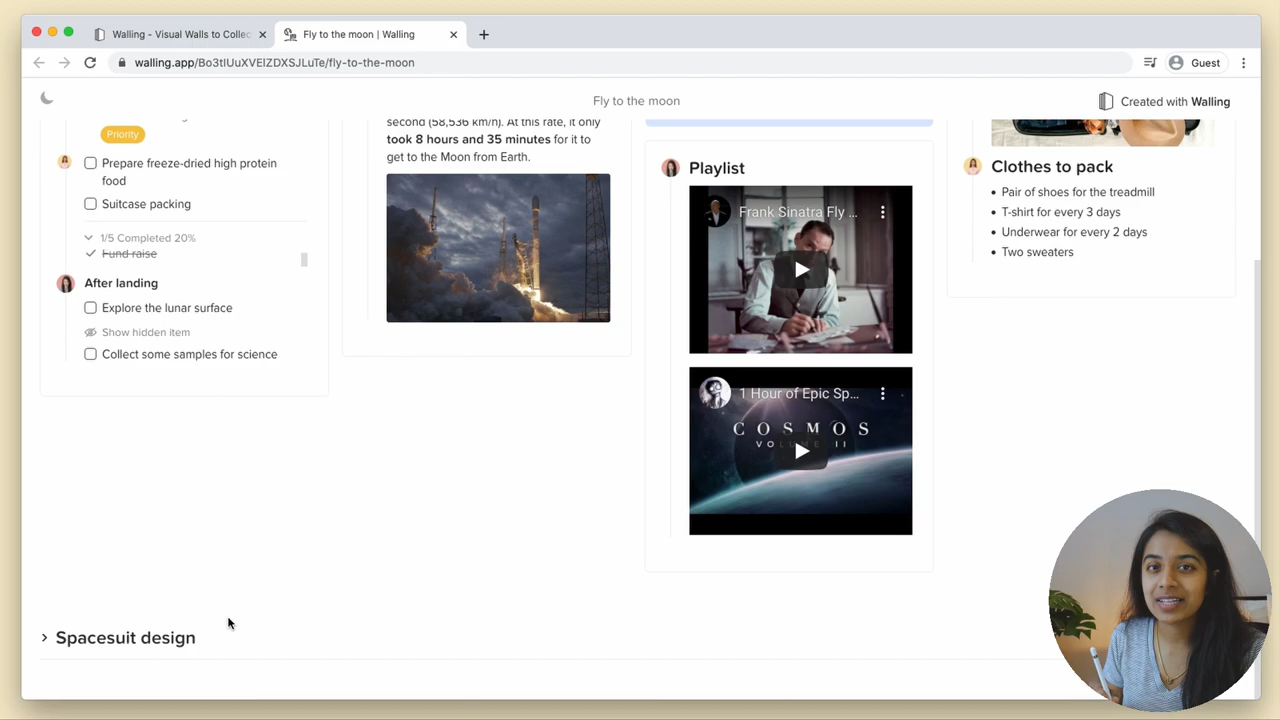 Walling - Visual Walls to Collec
Fly to the moon | Walling
walling.app/Bo3tIUuXVEIZDXSJLuTe/fly-to-the-moon
Guest
Fly to the moon
Created with Walling
Priority
Prepare freeze-dried high protein
food
Suitcase packing
1/5 Completed 20%
Fund raise
After landing
Explore the lunar surface
Show hidden item
Collect some samples for science
second (58,536 km/h). At this rate, it only
took 8 hours and 35 minutes for it to
get to the Moon from Earth.
Playlist
Frank Sinatra Fly ...
1 Hour of Epic Sp...
COSMOS
VOLUME II
Clothes to pack
Pair of shoes for the treadmill
T-shirt for every 3 days
Underwear for every 2 days
Two sweaters
Spacesuit design